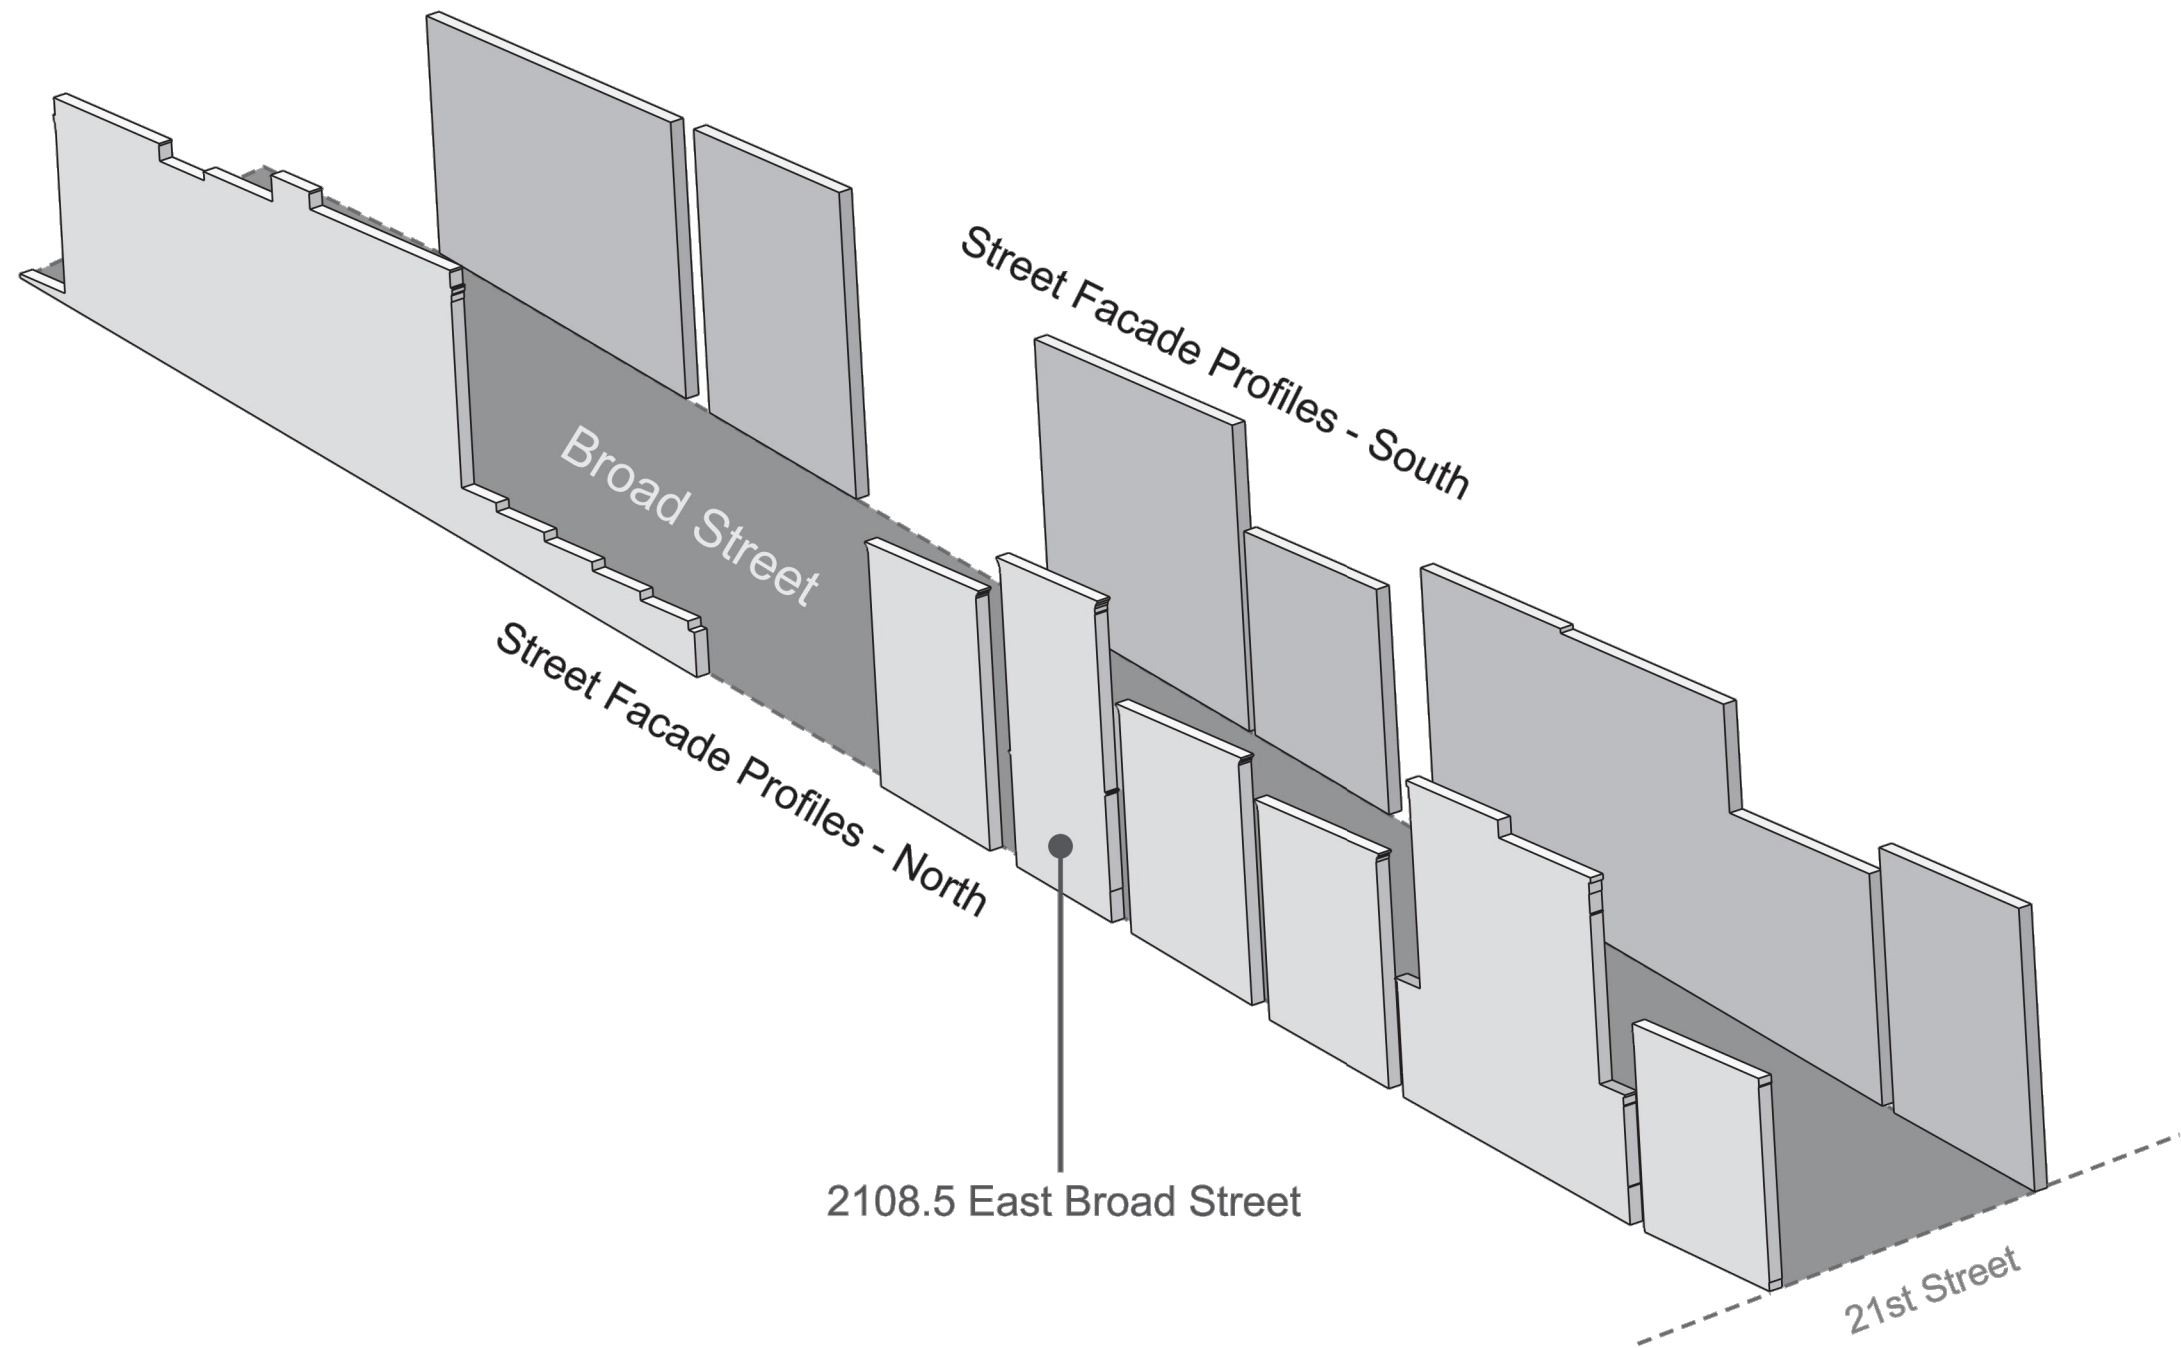 Street Facade Profiles - South
Broad Street
Street Facade Profiles - North
2108.5 East Broad Street
21st Street